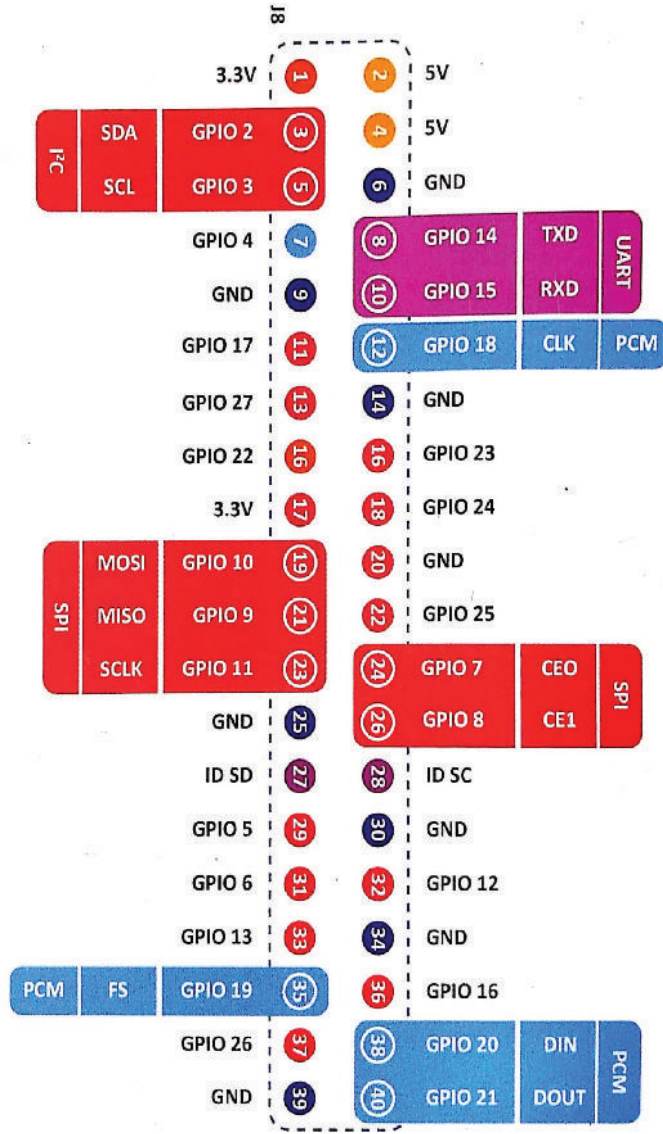 J8
3.3V 1 2 5V
I²C SDA GPIO 2 3 4 5V
SCL GPIO 3 5 6 GND
GPIO 4 7 8 GPIO 14 TXD UART
GND 9 10 GPIO 15 RXD
GPIO 17 11 12 GPIO 18 CLK PCM
GPIO 27 13 14 GND
GPIO 22 16 16 GPIO 23
3.3V 17 18 GPIO 24
SPI MOSI GPIO 10 19 20 GND
MISO GPIO 9 21 22 GPIO 25
SCLK GPIO 11 23 24 GPIO 7 CEO SPI
GND 25 26 GPIO 8 CE1
ID SD 27 28 ID SC
GPIO 5 29 30 GND
GPIO 6 31 32 GPIO 12
GPIO 13 33 34 GND
PCM FS GPIO 19 35 36 GPIO 16
GPIO 26 37 38 GPIO 20 DIN PCM
GND 39 40 GPIO 21 DOUT